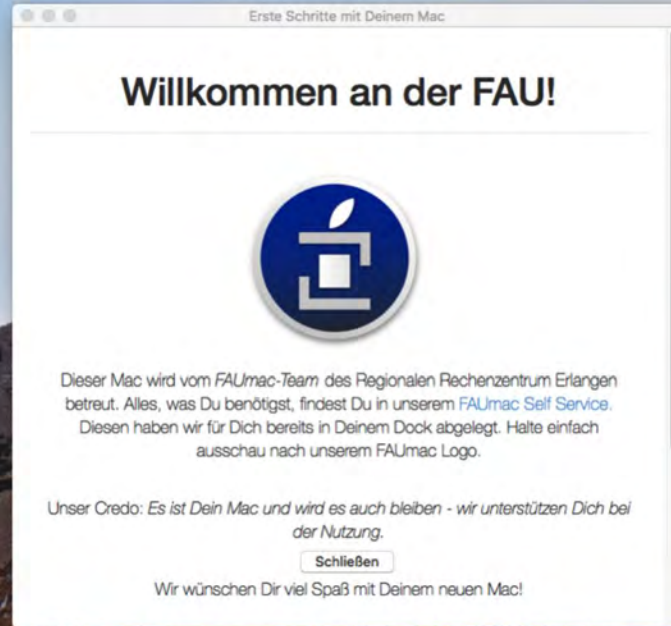 Erste Schritte mit Deinem Mac
Willkommen an der FAU!
Dieser Mac wird vom FAUmac-Team des Regionalen Rechenzentrum Erlangen
betreut. Alles, was Du benötigst, findest Du in unserem FAUmac Self Service.
Diesen haben wir für Dich bereits in Deinem Dock abgelegt. Halte einfach
ausschau nach unserem FAUmac Logo.
Unser Credo: Es ist Dein Mac und wird es auch bleiben - wir unterstützen Dich bei
der Nutzung.
Schließen
Wir wünschen Dir viel Spaß mit Deinem neuen Mac!